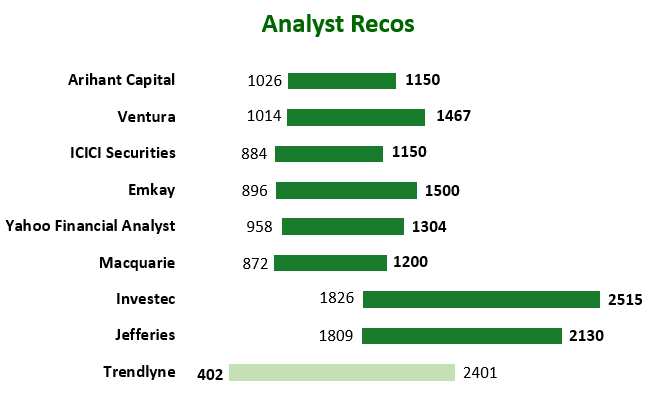 Analyst Recos
Arihant Capital 1026 1150
Ventura 1014 1467
ICICI Securities 884 1150
Emkay 896 1500
Yahoo Financial Analyst 958 1304
Macquarie 872 1200
Investec 1826 2515
Jefferies 1809 2130
Trendlyne 402 2401